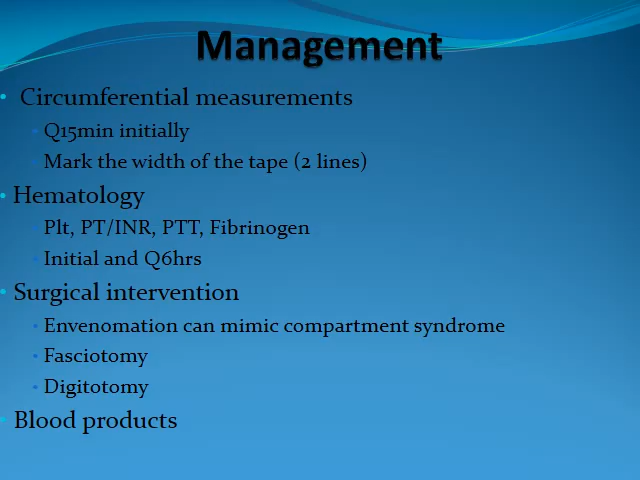 Management
• Circumferential measurements
• Q15min initially
• Mark the width of the tape (2 lines)
• Hematology
• Plt, PT/INR, PTT, Fibrinogen
• Initial and Q6hrs
• Surgical intervention
• Envenomation can mimic compartment syndrome
• Fasciotomy
• Digitotomy
• Blood products